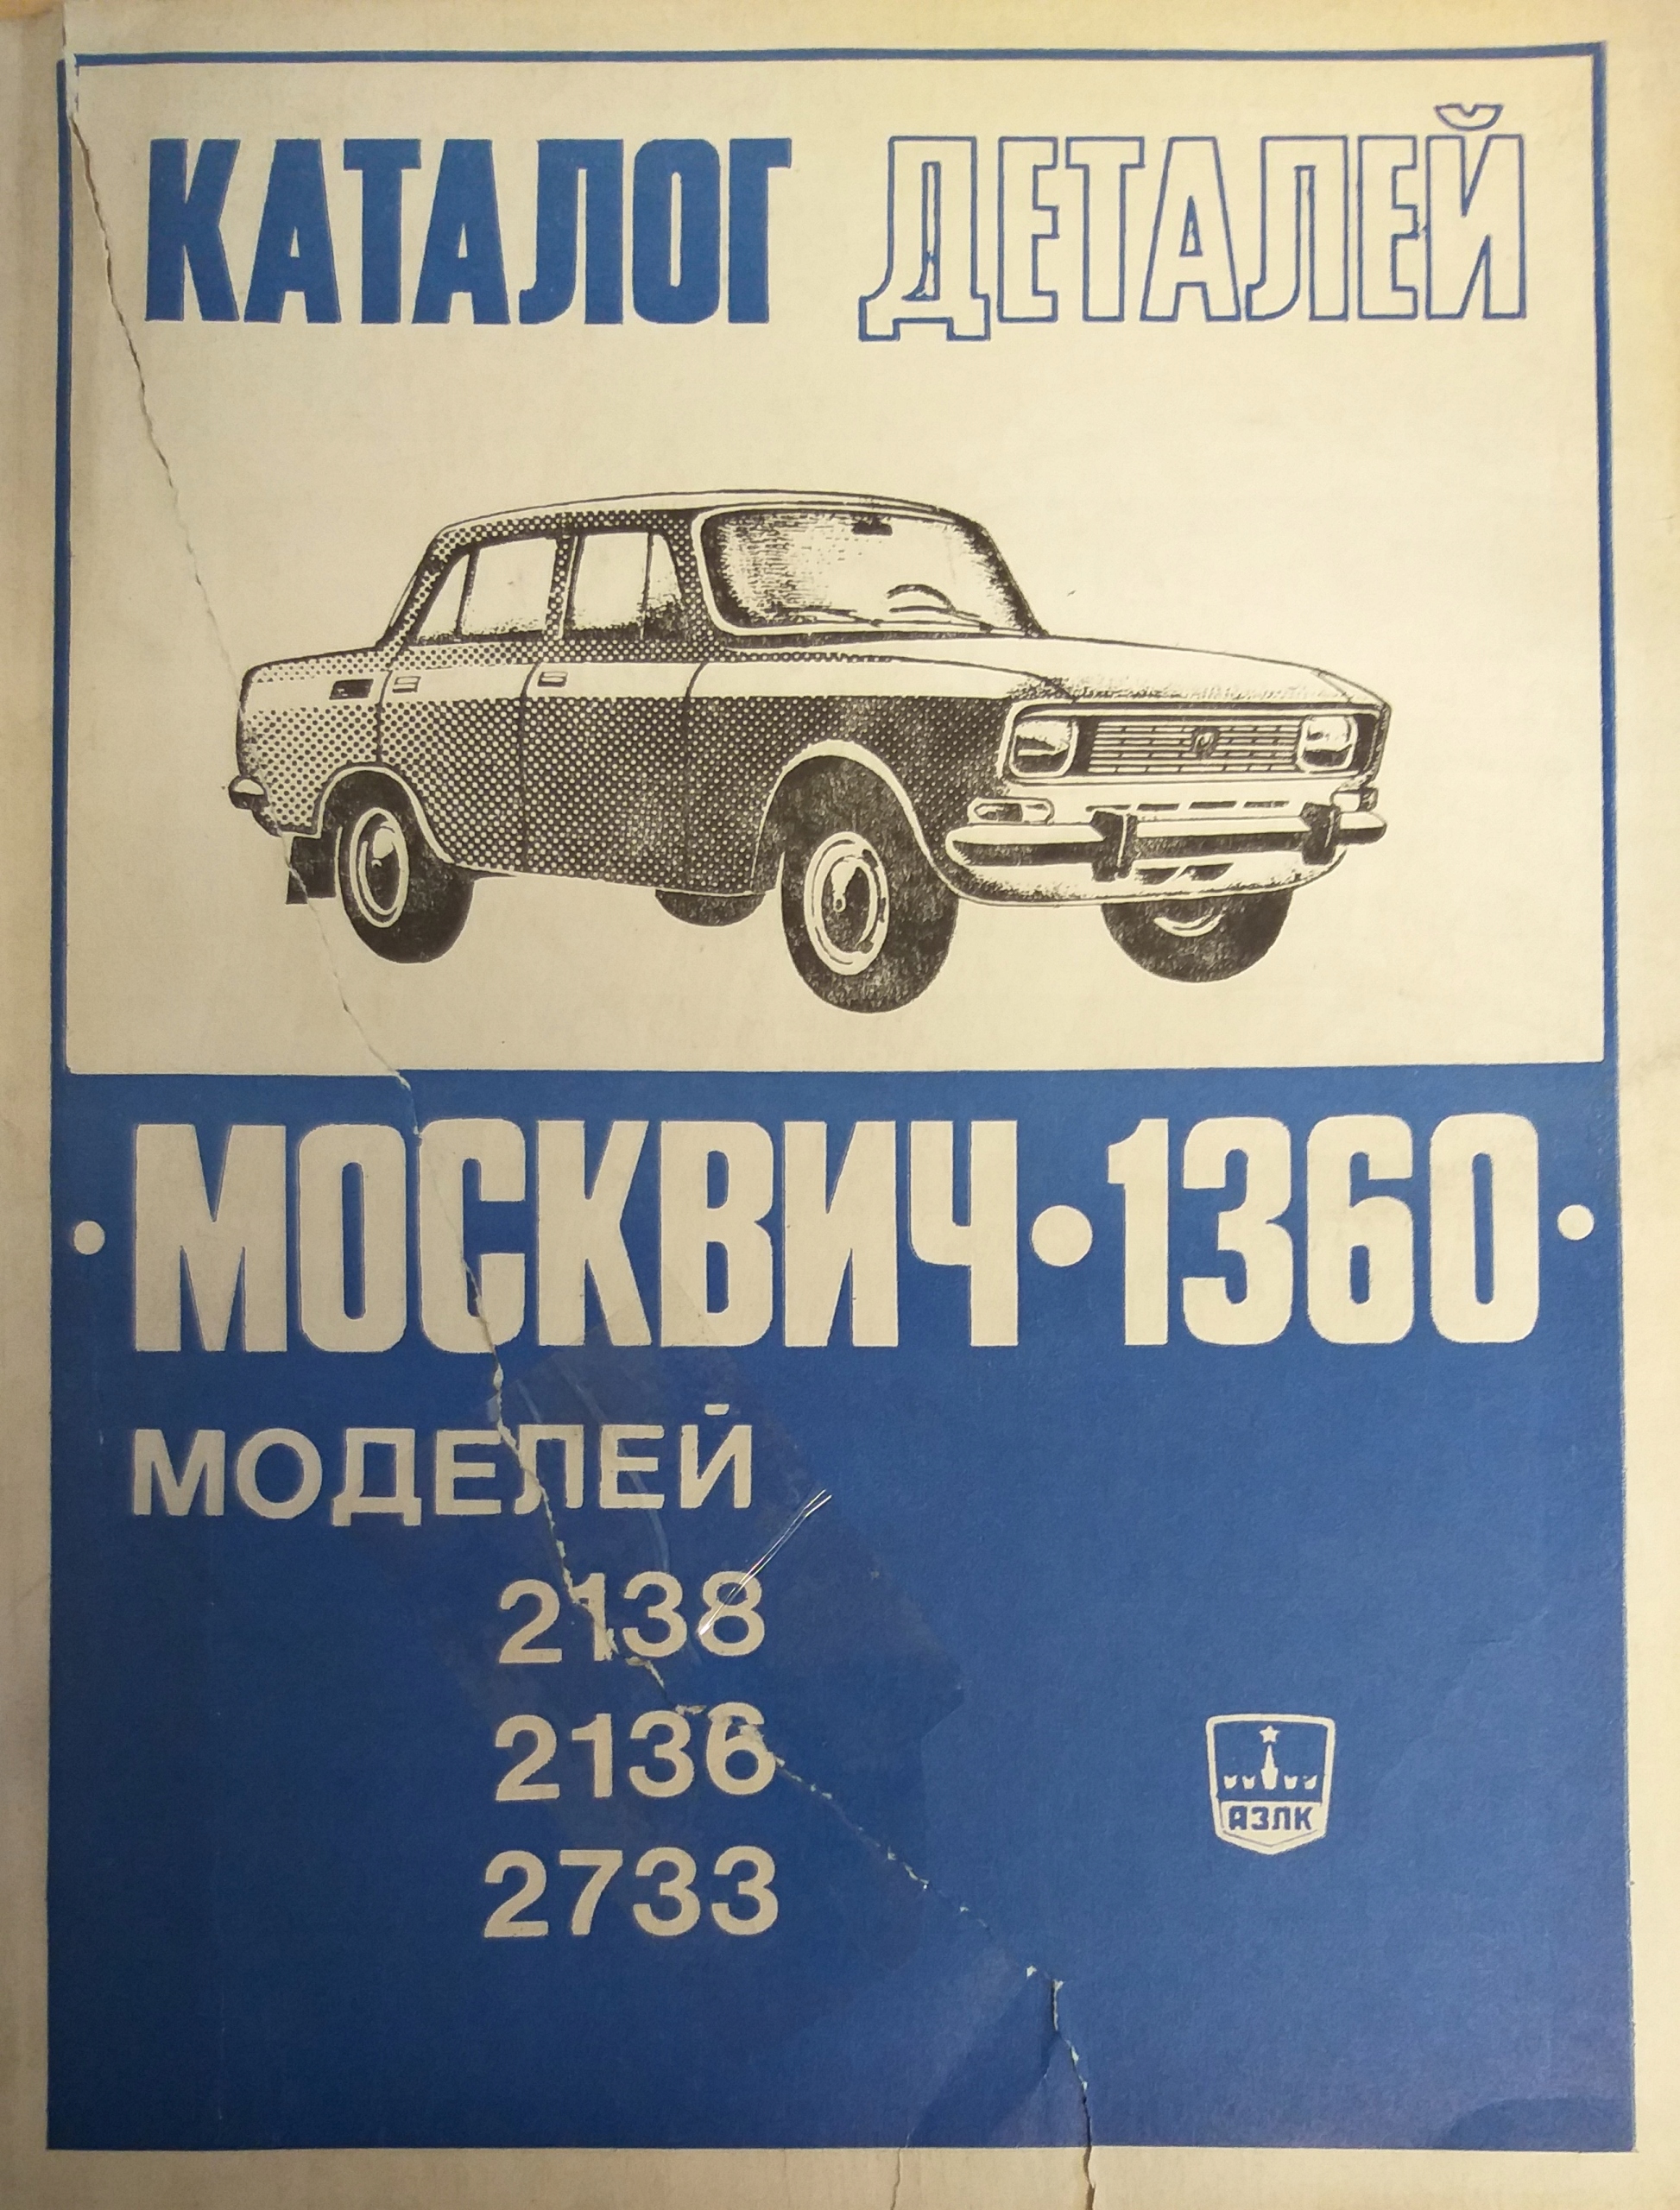 КАТАЛОГ ДЕТАЛЕЙ
•МОСКВИЧ•1360•
МОДЕЛЕЙ
2138
2136
2733
АЗЛК